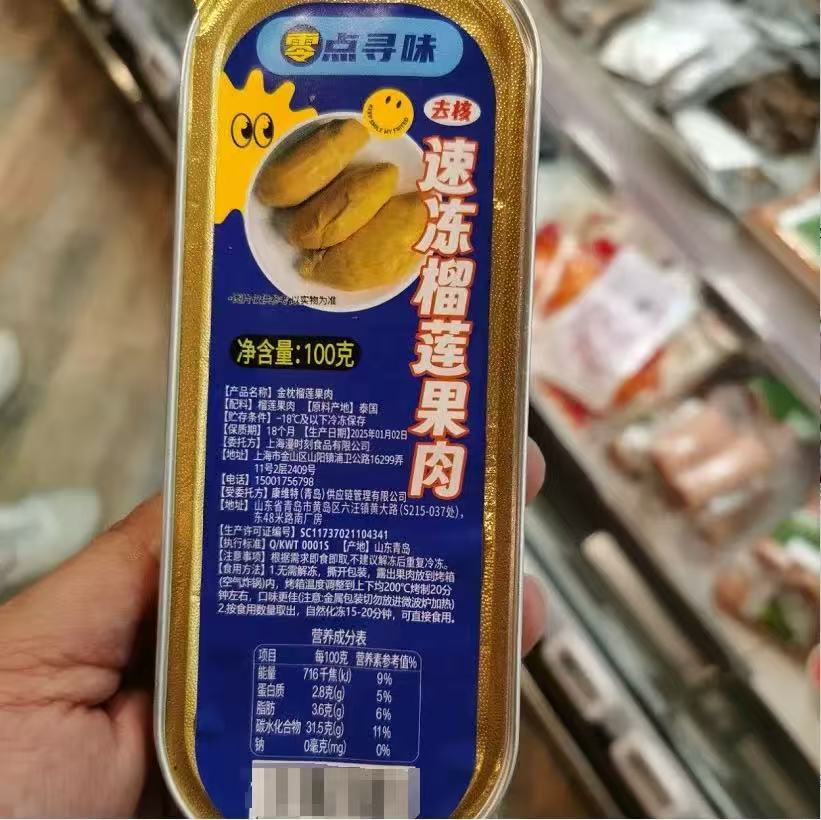 零点寻味
KEEP SMILE MY FRIEND
去核
速冻榴莲果肉
·图片仅供参考,以实物为准
净含量:100克
【产品名称】金枕榴莲果肉
【配料】榴莲果肉 【原料产地】泰国
【贮存条件】-18℃及以下冷冻保存
【保质期】18个月 【生产日期】2025年01月02日
【委托方】上海漫时刻食品有限公司
【地址】上海市金山区山阳镇浦卫公路16299弄
11号2层2409号
【电话】15001756798
【受委托方】康维特(青岛)供应链管理有限公司
【地址】山东省青岛市黄岛区六汪镇黄大路(S215-037处),
东48米路南厂房
【生产许可证编号】SC11737021104341
【执行标准】Q/KWT 0001S 【产地】山东青岛
【注意事项】根据需求即食即取,不建议解冻后重复冷冻。
【食用方法】1.无需解冻，撕开包装，露出果肉放到烤箱
(空气炸锅)内，烤箱温度调整到上下均200℃烤制20分
钟左右，口味更佳(注意:金属包装切勿放进微波炉加热)
2.按食用数量取出，自然化冻15-20分钟，可直接食用。
营养成分表
项目 每100克 营养素参考值%
能量 716千焦(kJ) 9%
蛋白质 2.8克(g) 5%
脂肪 3.6克(g) 6%
碳水化合物 31.5克(g) 11%
钠 0毫克(mg) 0%